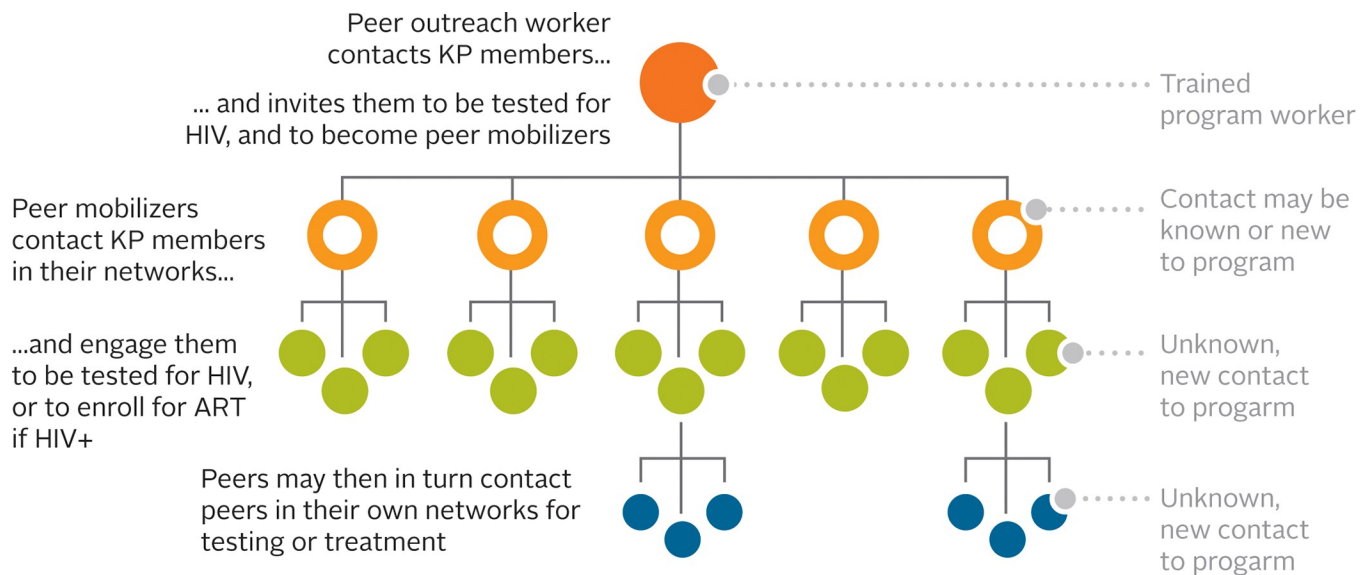 Peer outreach worker
contacts KP members...
... and invites them to be tested for
HIV, and to become peer mobilizers
Trained
program worker
Peer mobilizers
contact KP members
in their networks...
Contact may be
known or new
to program
...and engage them
to be tested for HIV,
or to enroll for ART
if HIV+
Unknown,
new contact
to progarm
Peers may then in turn contact
peers in their own networks for
testing or treatment
Unknown,
new contact
to progarm